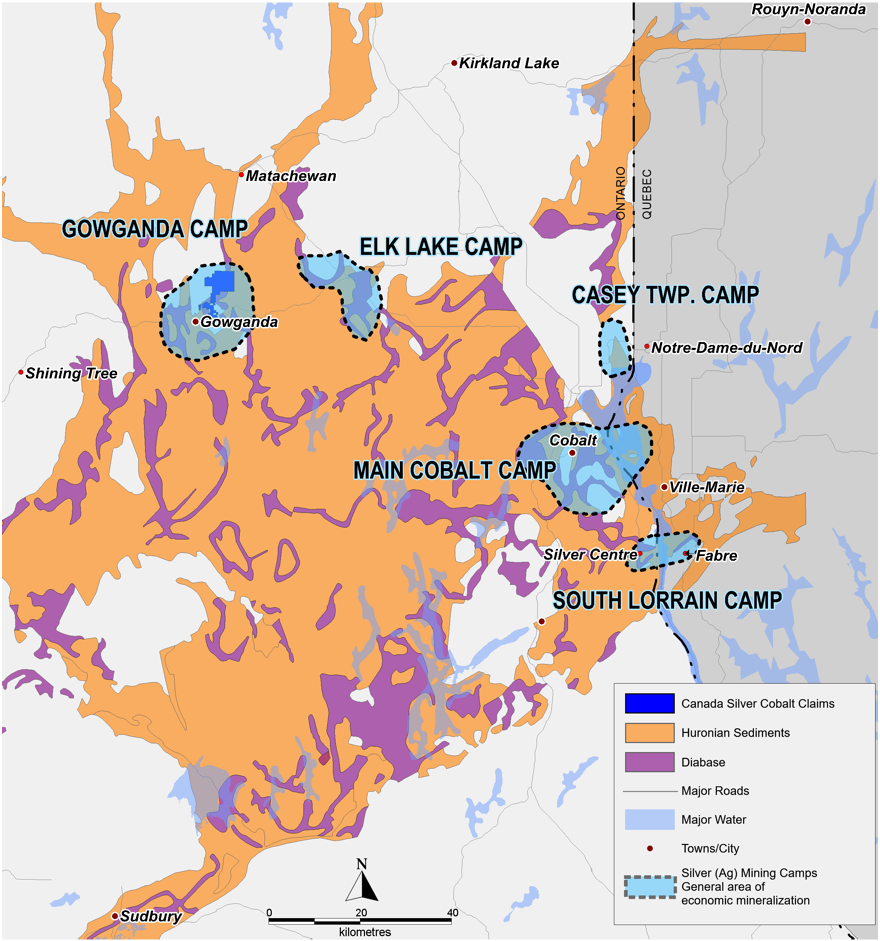 Rouyn-Noranda
Kirkland Lake
Matachewan
ONTARIO
QUEBEC
GOWGANDA CAMP
ELK LAKE CAMP
CASEY TWP. CAMP
Gowganda
Notre-Dame-du-Nord
Shining Tree
Cobalt
MAIN COBALT CAMP
Ville-Marie
Silver Centre
Fabre
SOUTH LORRAIN CAMP
Canada Silver Cobalt Claims
Huronian Sediments
Diabase
Major Roads
Major Water
Towns/City
Silver (Ag) Mining Camps
General area of
economic mineralization
N
0 20 40
kilometres
Sudbury